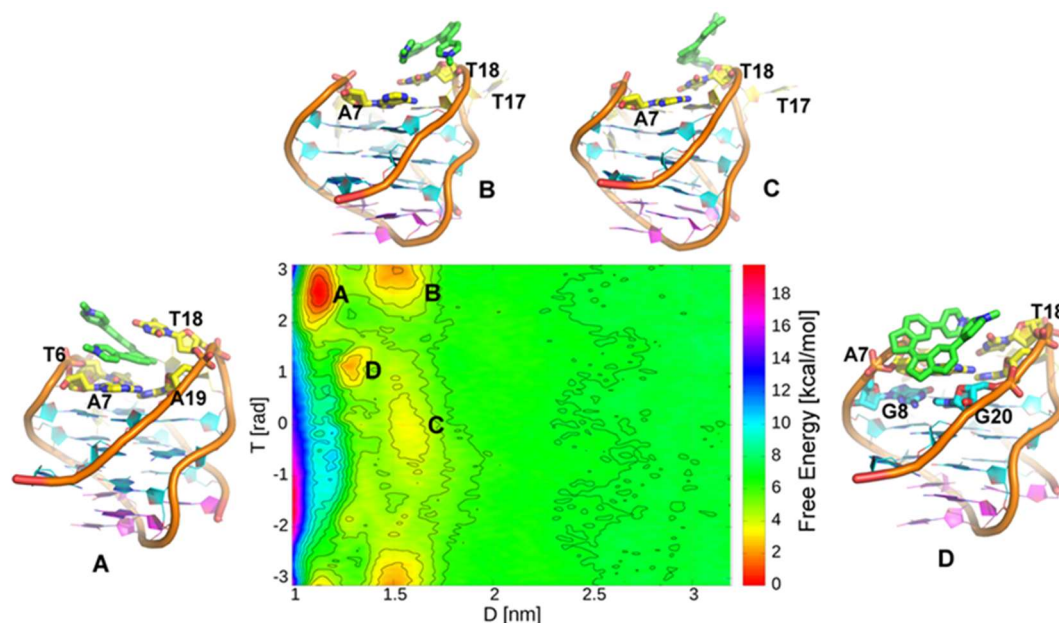 T18
T17
A7
B
T18
T17
A7
C
T6
T18
A7
A19
A
3
2
1
0
-1
-2
-3
T [rad]
A
B
D
C
1
1.5
2
2.5
3
D [nm]
18
16
14
12
10
8
6
4
2
0
Free Energy [kcal/mol]
T18
A7
G8
G20
D